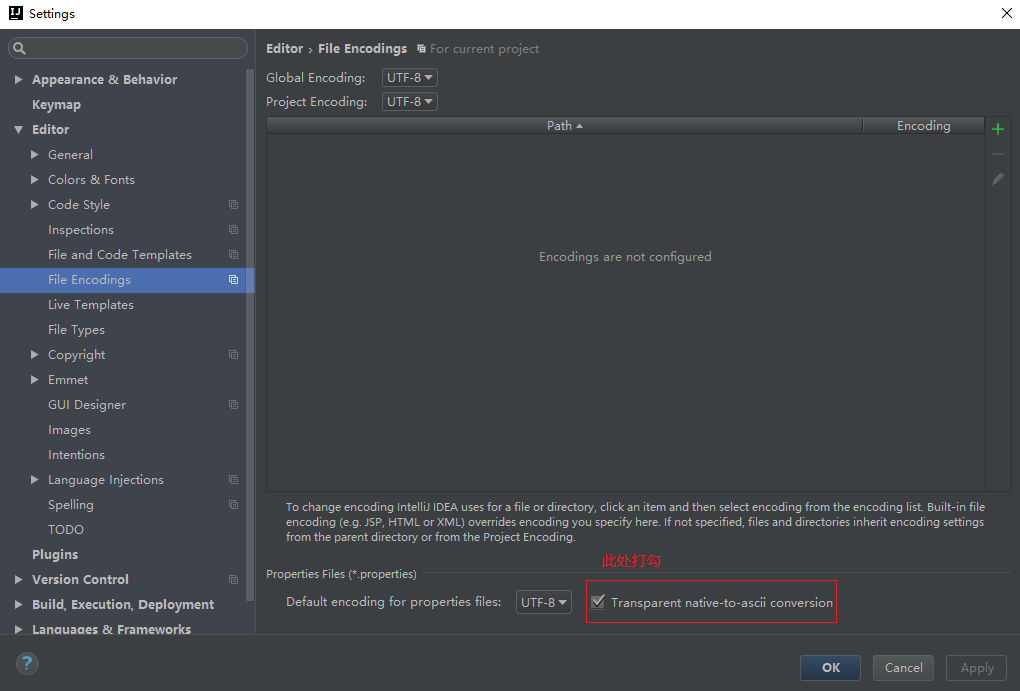 IJ Settings
Editor › File Encodings For current project
Global Encoding: UTF-8
Project Encoding: UTF-8
Path Encoding
Encodings are not configured
Appearance & Behavior
Keymap
Editor
General
Colors & Fonts
Code Style
Inspections
File and Code Templates
File Encodings
Live Templates
File Types
Copyright
Emmet
GUI Designer
Images
Intentions
Language Injections
Spelling
TODO
Plugins
Version Control
Build, Execution, Deployment
Languages & Frameworks
To change encoding IntelliJ IDEA uses for a file or directory, click an item and then select encoding from the encoding list. Built-in file
encoding (e.g. JSP, HTML or XML) overrides encoding you specify here. If not specified, files and directories inherit encoding settings
from the parent directory or from the Project Encoding.
此处打勾
Properties Files (*.properties)
Default encoding for properties files: UTF-8 Transparent native-to-ascii conversion
?
OK Cancel Apply